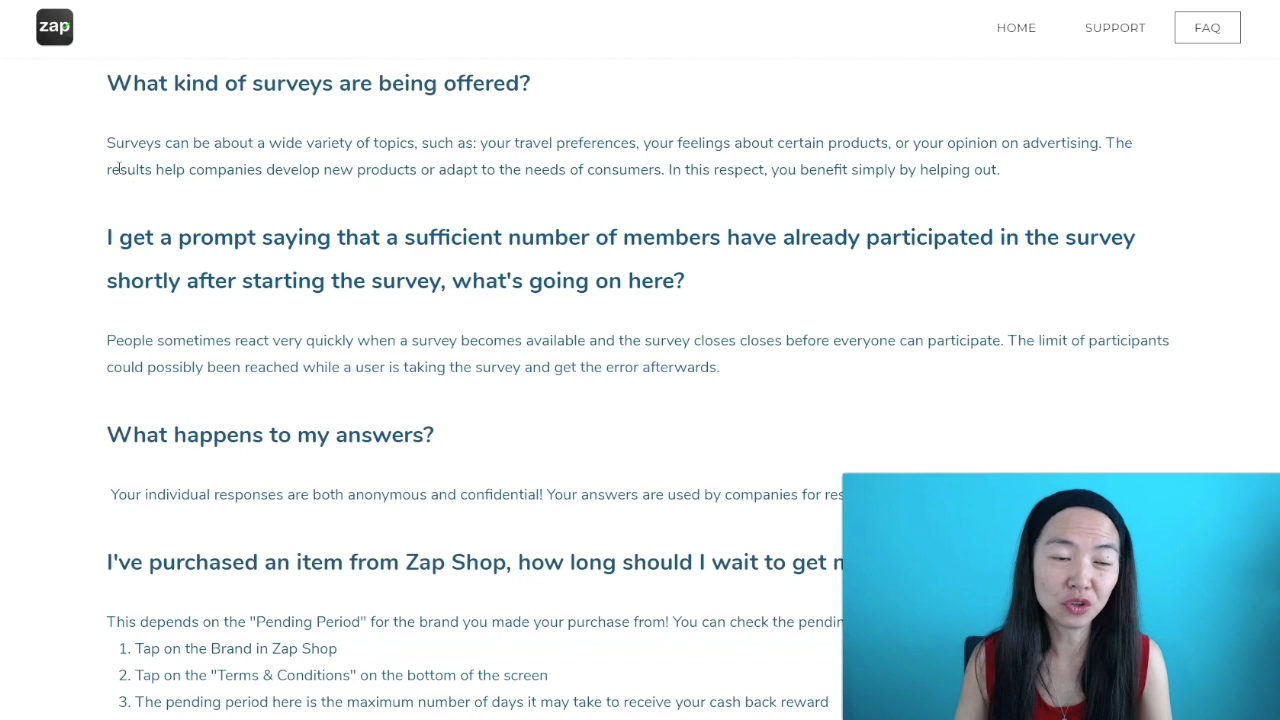 zap
HOME
SUPPORT
FAQ
What kind of surveys are being offered?
Surveys can be about a wide variety of topics, such as: your travel preferences, your feelings about certain products, or your opinion on advertising. The
results help companies develop new products or adapt to the needs of consumers. In this respect, you benefit simply by helping out.
I get a prompt saying that a sufficient number of members have already participated in the survey
shortly after starting the survey, what's going on here?
People sometimes react very quickly when a survey becomes available and the survey closes closes before everyone can participate. The limit of participants
could possibly been reached while a user is taking the survey and get the error afterwards.
What happens to my answers?
Your individual responses are both anonymous and confidential! Your answers are used by companies for
I've purchased an item from Zap Shop, how long should I wait to get
This depends on the "Pending Period" for the brand you made your purchase from! You can check the
1. Tap on the Brand in Zap Shop
2. Tap on the "Terms & Conditions" on the bottom of the screen
3. The pending period here is the maximum number of days it may take to receive your cash back reward